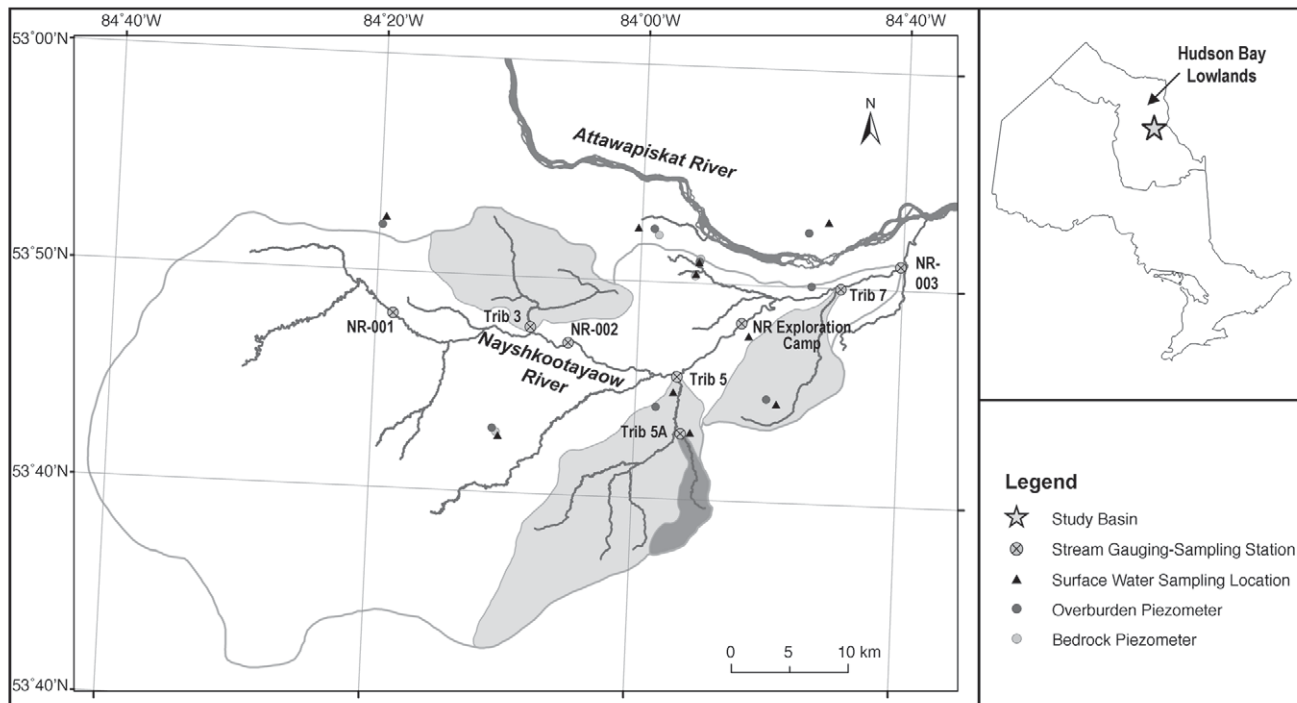 84°40'W 84°20'W 84°00'W 84°40'W
53°00'N
53°50'N
53°40'N
53°40'N
N
Attawapiskat River
NR-003
Trib 7
Trib 3
NR-002
NR-001
NR Exploration
Camp
Nayshkootayaow
River
Trib 5
Trib 5A
0 5 10 km
Hudson Bay
Lowlands
Legend
Study Basin
Stream Gauging-Sampling Station
Surface Water Sampling Location
Overburden Piezometer
Bedrock Piezometer